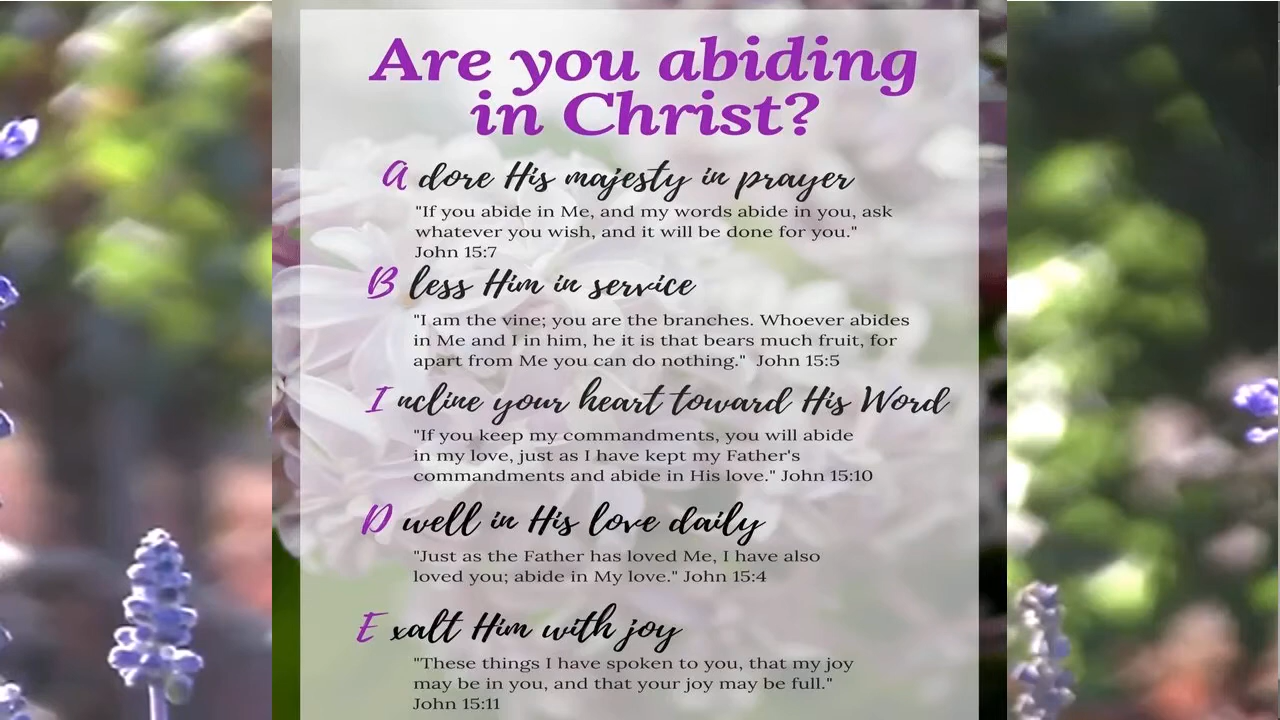 Are you abiding
in Christ?
A dore His majesty in prayer
"If you abide in Me, and my words abide in you, ask
whatever you wish, and it will be done for you."
John 15:7
B less Him in service
"I am the vine; you are the branches. Whoever abides
in Me and I in him, he it is that bears much fruit, for
apart from Me you can do nothing."  John 15:5
I ncline your heart toward His Word
"If you keep my commandments, you will abide
in my love, just as I have kept my Father's
commandments and abide in His love." John 15:10
D well in His love daily
"Just as the Father has loved Me, I have also
loved you; abide in My love." John 15:4
E xalt Him with joy
"These things I have spoken to you, that my joy
may be in you, and that your joy may be full."
John 15:11